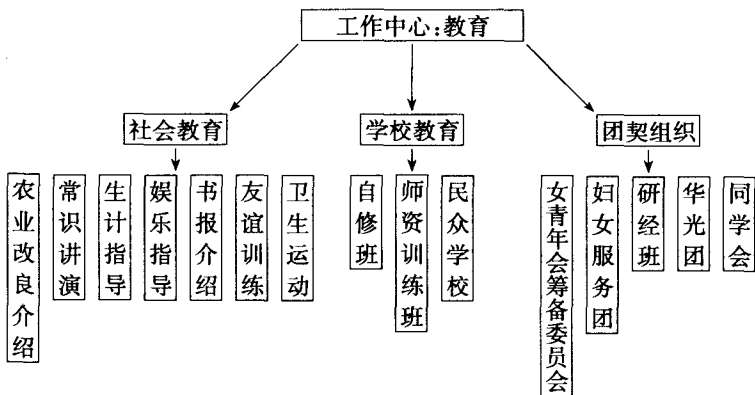 工作中心:教育
社会教育
学校教育
团契组织
农业改良介绍
常识讲演
生计指导
娱乐指导
书报介绍
友谊训练
卫生运动
自修班
师资训练班
民众学校
女青年会筹备委员会
妇女服务团
研经班
华光团
同学会